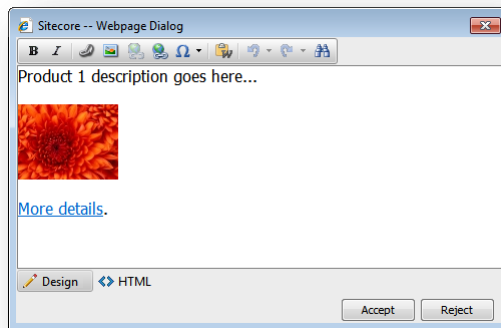 Sitecore -- Webpage Dialog
B I Ω
Product 1 description goes here...
More details.
Design HTML
Accept Reject